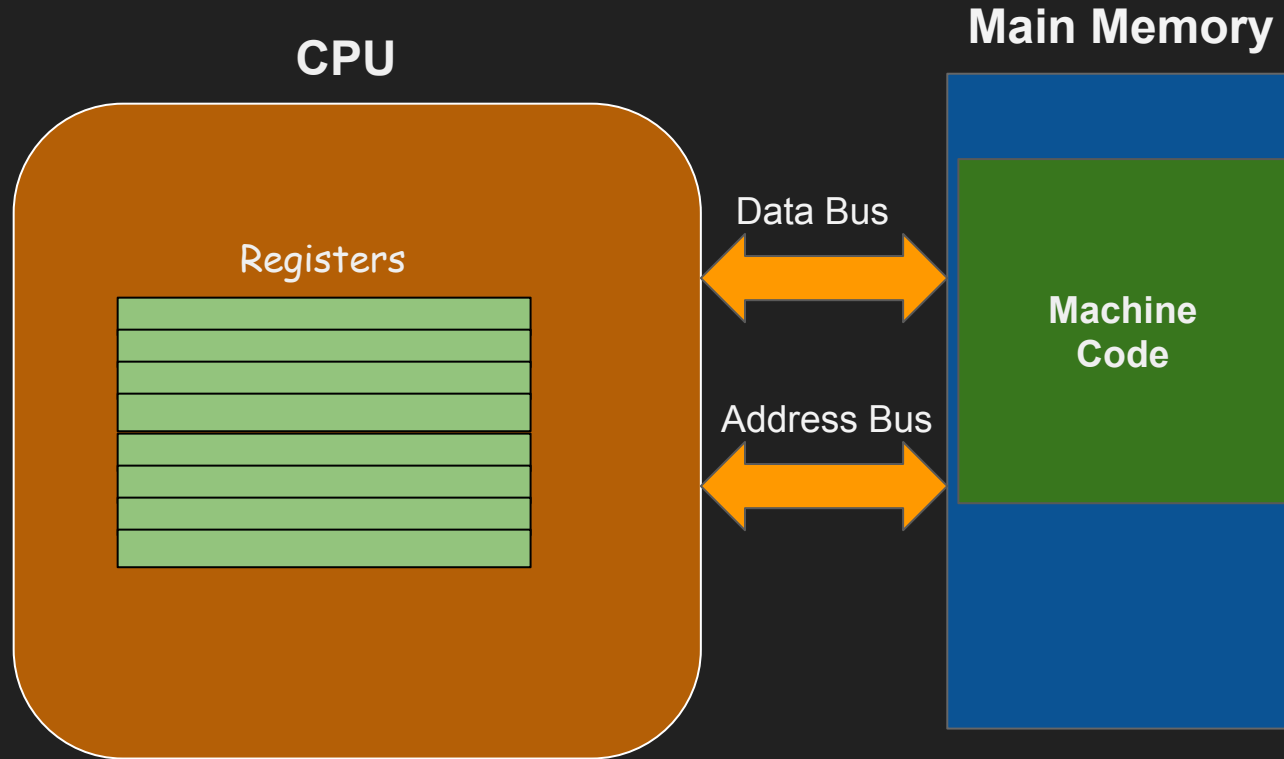 CPU
Main Memory
Registers
Data Bus
Address Bus
Machine
Code